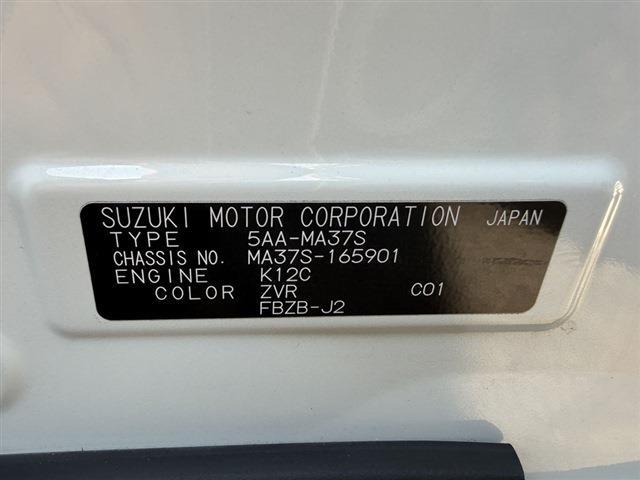 SUZUKI MOTOR CORPORATION JAPAN
TYPE 5AA-MA37S
CHASSIS NO. MA37S-165901
ENGINE K12C
COLOR ZVR C01
FBZB-J2